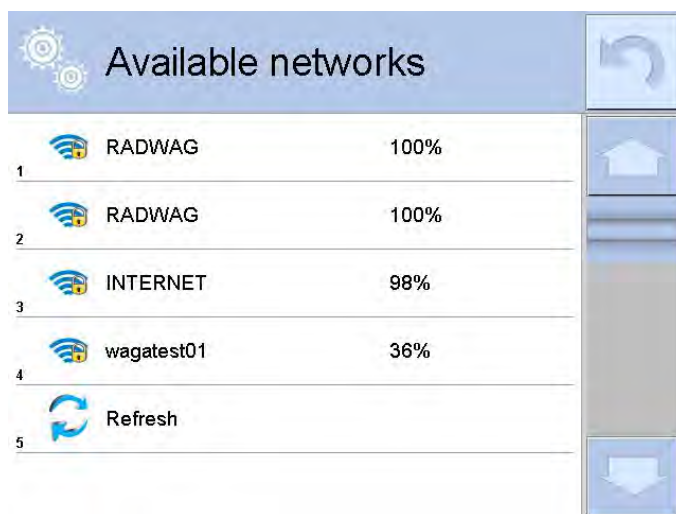 Available networks
RADWAG 100%
1
RADWAG 100%
2
INTERNET 98%
3
wagatest01 36%
4
Refresh
5